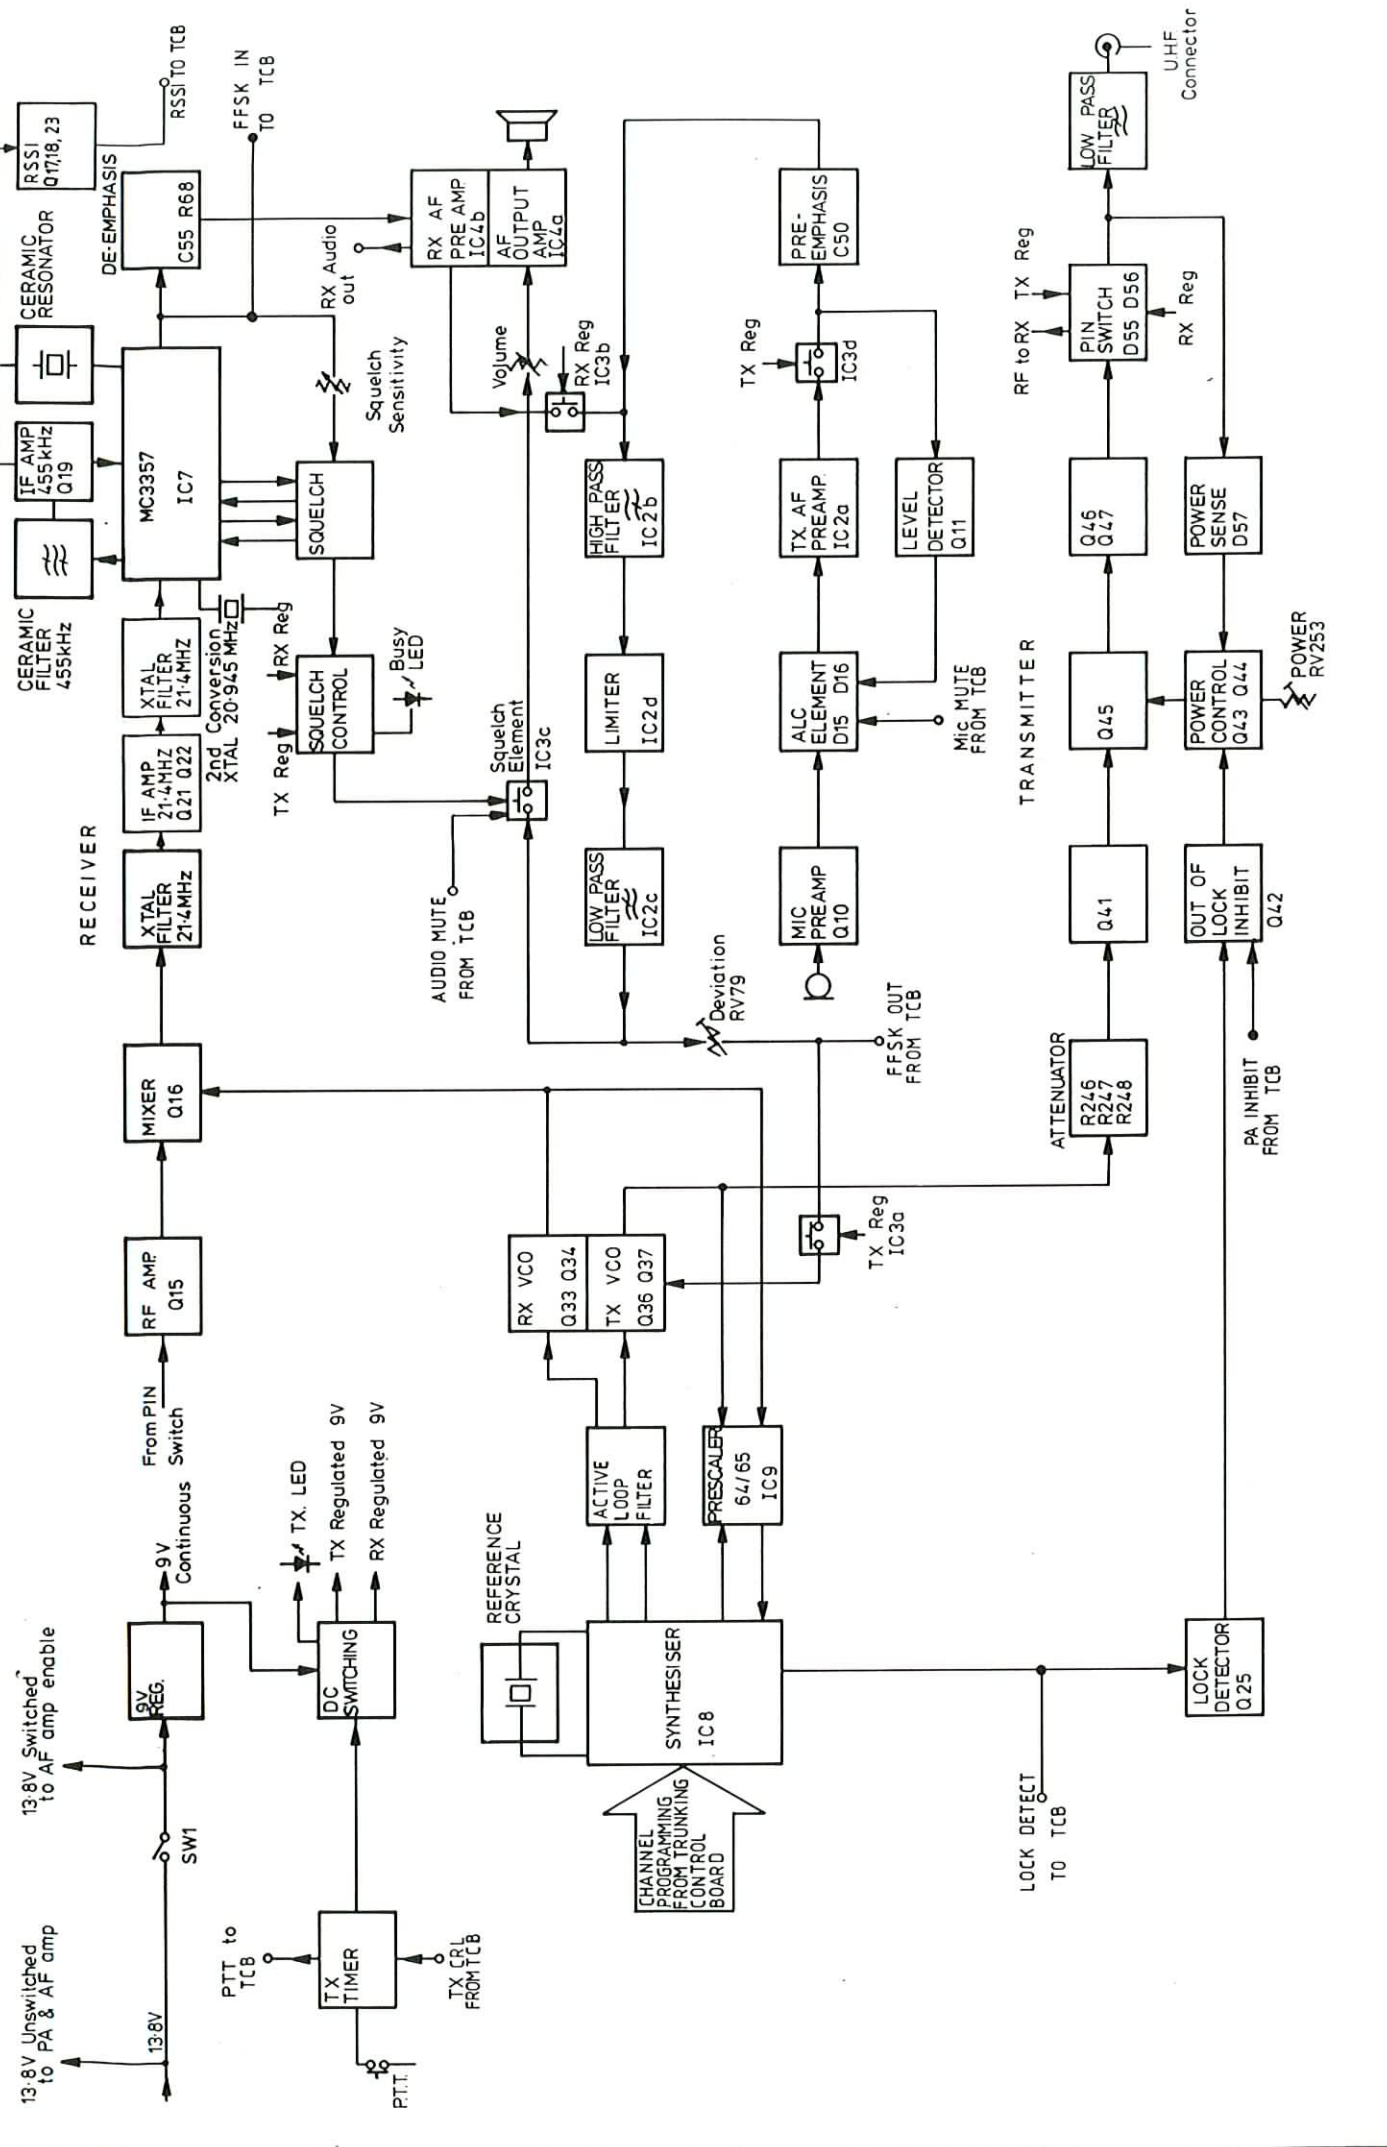 13·8V Unswitched
to PA & AF amp
13·8V
SW1
13·8V Switched
to AF amp enable
9V
REG.
9V
Continuous
PTT to
TCB
TX
TIMER
TX CRL
FROM TCB
P.T.T.
DC
SWITCHING
TX. LED
TX Regulated 9V
RX Regulated 9V
From PIN
Switch
RECEIVER
RF AMP.
Q15
MIXER
Q16
XTAL
FILTER
21·4MHz
IF AMP
21·4MHZ
Q21 Q22
XTAL
FILTER
21·4MHZ
2nd Conversion
XTAL 20·945 MHz
CERAMIC
FILTER
455kHz
IF AMP
455kHz
Q19
MC3357
IC7
CERAMIC
RESONATOR
RSSI
Q17,18, 23
RSSI TO TCB
DE-EMPHASIS
C55 R68
FFSK IN
TO TCB
Squelch
Sensitivity
SQUELCH
SQUELCH
CONTROL
TX Reg
RX Reg
Busy
LED
RX Audio
out
RX AF
PRE AMP
IC4b
AF
OUTPUT
AMP
IC4a
Volume
RX Reg
IC3b
Squelch
Element
IC3c
AUDIO MUTE
FROM TCB
HIGH PASS
FILTER
IC2b
LIMITER
IC2d
LOW PASS
FILTER
IC2c
Deviation
RV79
FFSK OUT
FROM TCB
MIC
PREAMP
Q10
ALC
ELEMENT
D15 D16
Mic. MUTE
FROM TCB
TX AF
PREAMP.
IC2a
LEVEL
DETECTOR
Q11
TX Reg
IC3d
PRE-
EMPHASIS
C50
REFERENCE
CRYSTAL
CHANNEL
PROGRAMMING
FROM TRUNKING
CONTROL
BOARD
SYNTHESISER
IC8
ACTIVE
LOOP
FILTER
PRESCALER
64/65
IC9
RX VCO
Q33 Q34
TX VCO
Q36 Q37
TX Reg
IC3a
LOCK DETECT
TO TCB
LOCK
DETECTOR
Q25
TRANSMITTER
ATTENUATOR
R246
R247
R248
Q41
Q45
Q46
Q47
PIN
SWITCH
D55 D56
RF to RX
TX Reg
RX Reg
LOW PASS
FILTER
U.H.F
Connector
PA INHIBIT
FROM TCB
OUT OF
LOCK
INHIBIT
Q42
POWER
CONTROL
Q43 Q44
POWER
RV253
POWER
SENSE
D57